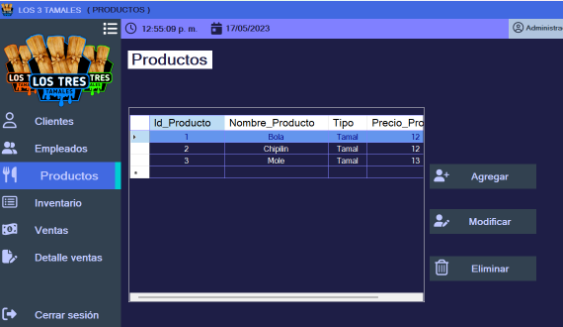 LOS 3 TAMALES ( PRODUCTOS )
12:55:09 p. m. 17/05/2023 Administra
Productos
LOS TRES
TAMALES
Clientes
Empleados
Productos
Inventario
Ventas
Detalle ventas
Cerrar sesión
Id_Producto Nombre_Producto Tipo Precio_Pro
1 Bola Tamal 12
2 Chipilin Tamal 12
3 Mole Tamal 13
Agregar
Modificar
Eliminar